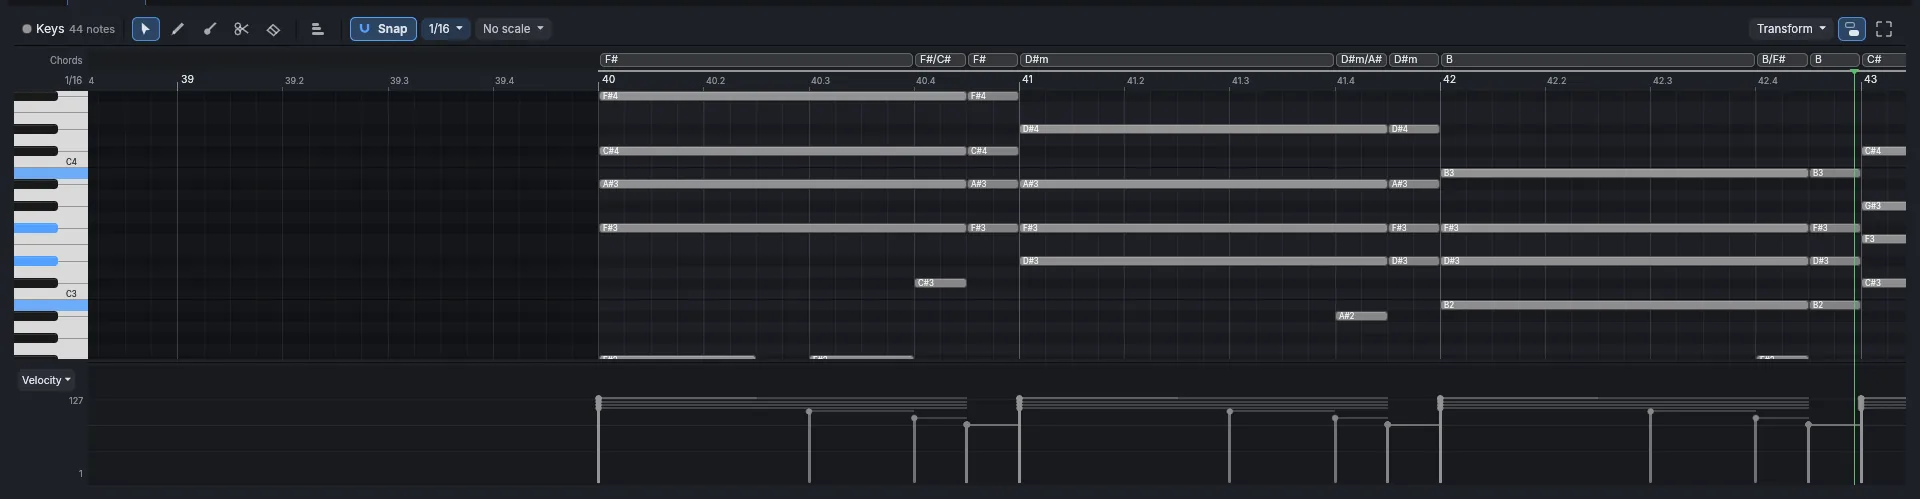 Keys 44 notes Snap 1/16 No scale Transform
Chords F# F#/C# F# D#m D#m/A# D#m B B/F# B C#
1/16 4 39 39.2 39.3 39.4 40 40.2 40.3 40.4 41 41.2 41.3 41.4 42 42.2 42.3 42.4 43
F#4 F#4
D#4 D#4
C#4 C#4 C#4
C4
B3 B3
A#3 A#3 A#3 A#3
G#3
F#3 F#3 F#3 F#3 F#3 F#3
F3
D#3 D#3 D#3 D#3
C#3 C#3
C3
B2 B2
A#2
Velocity
127
1